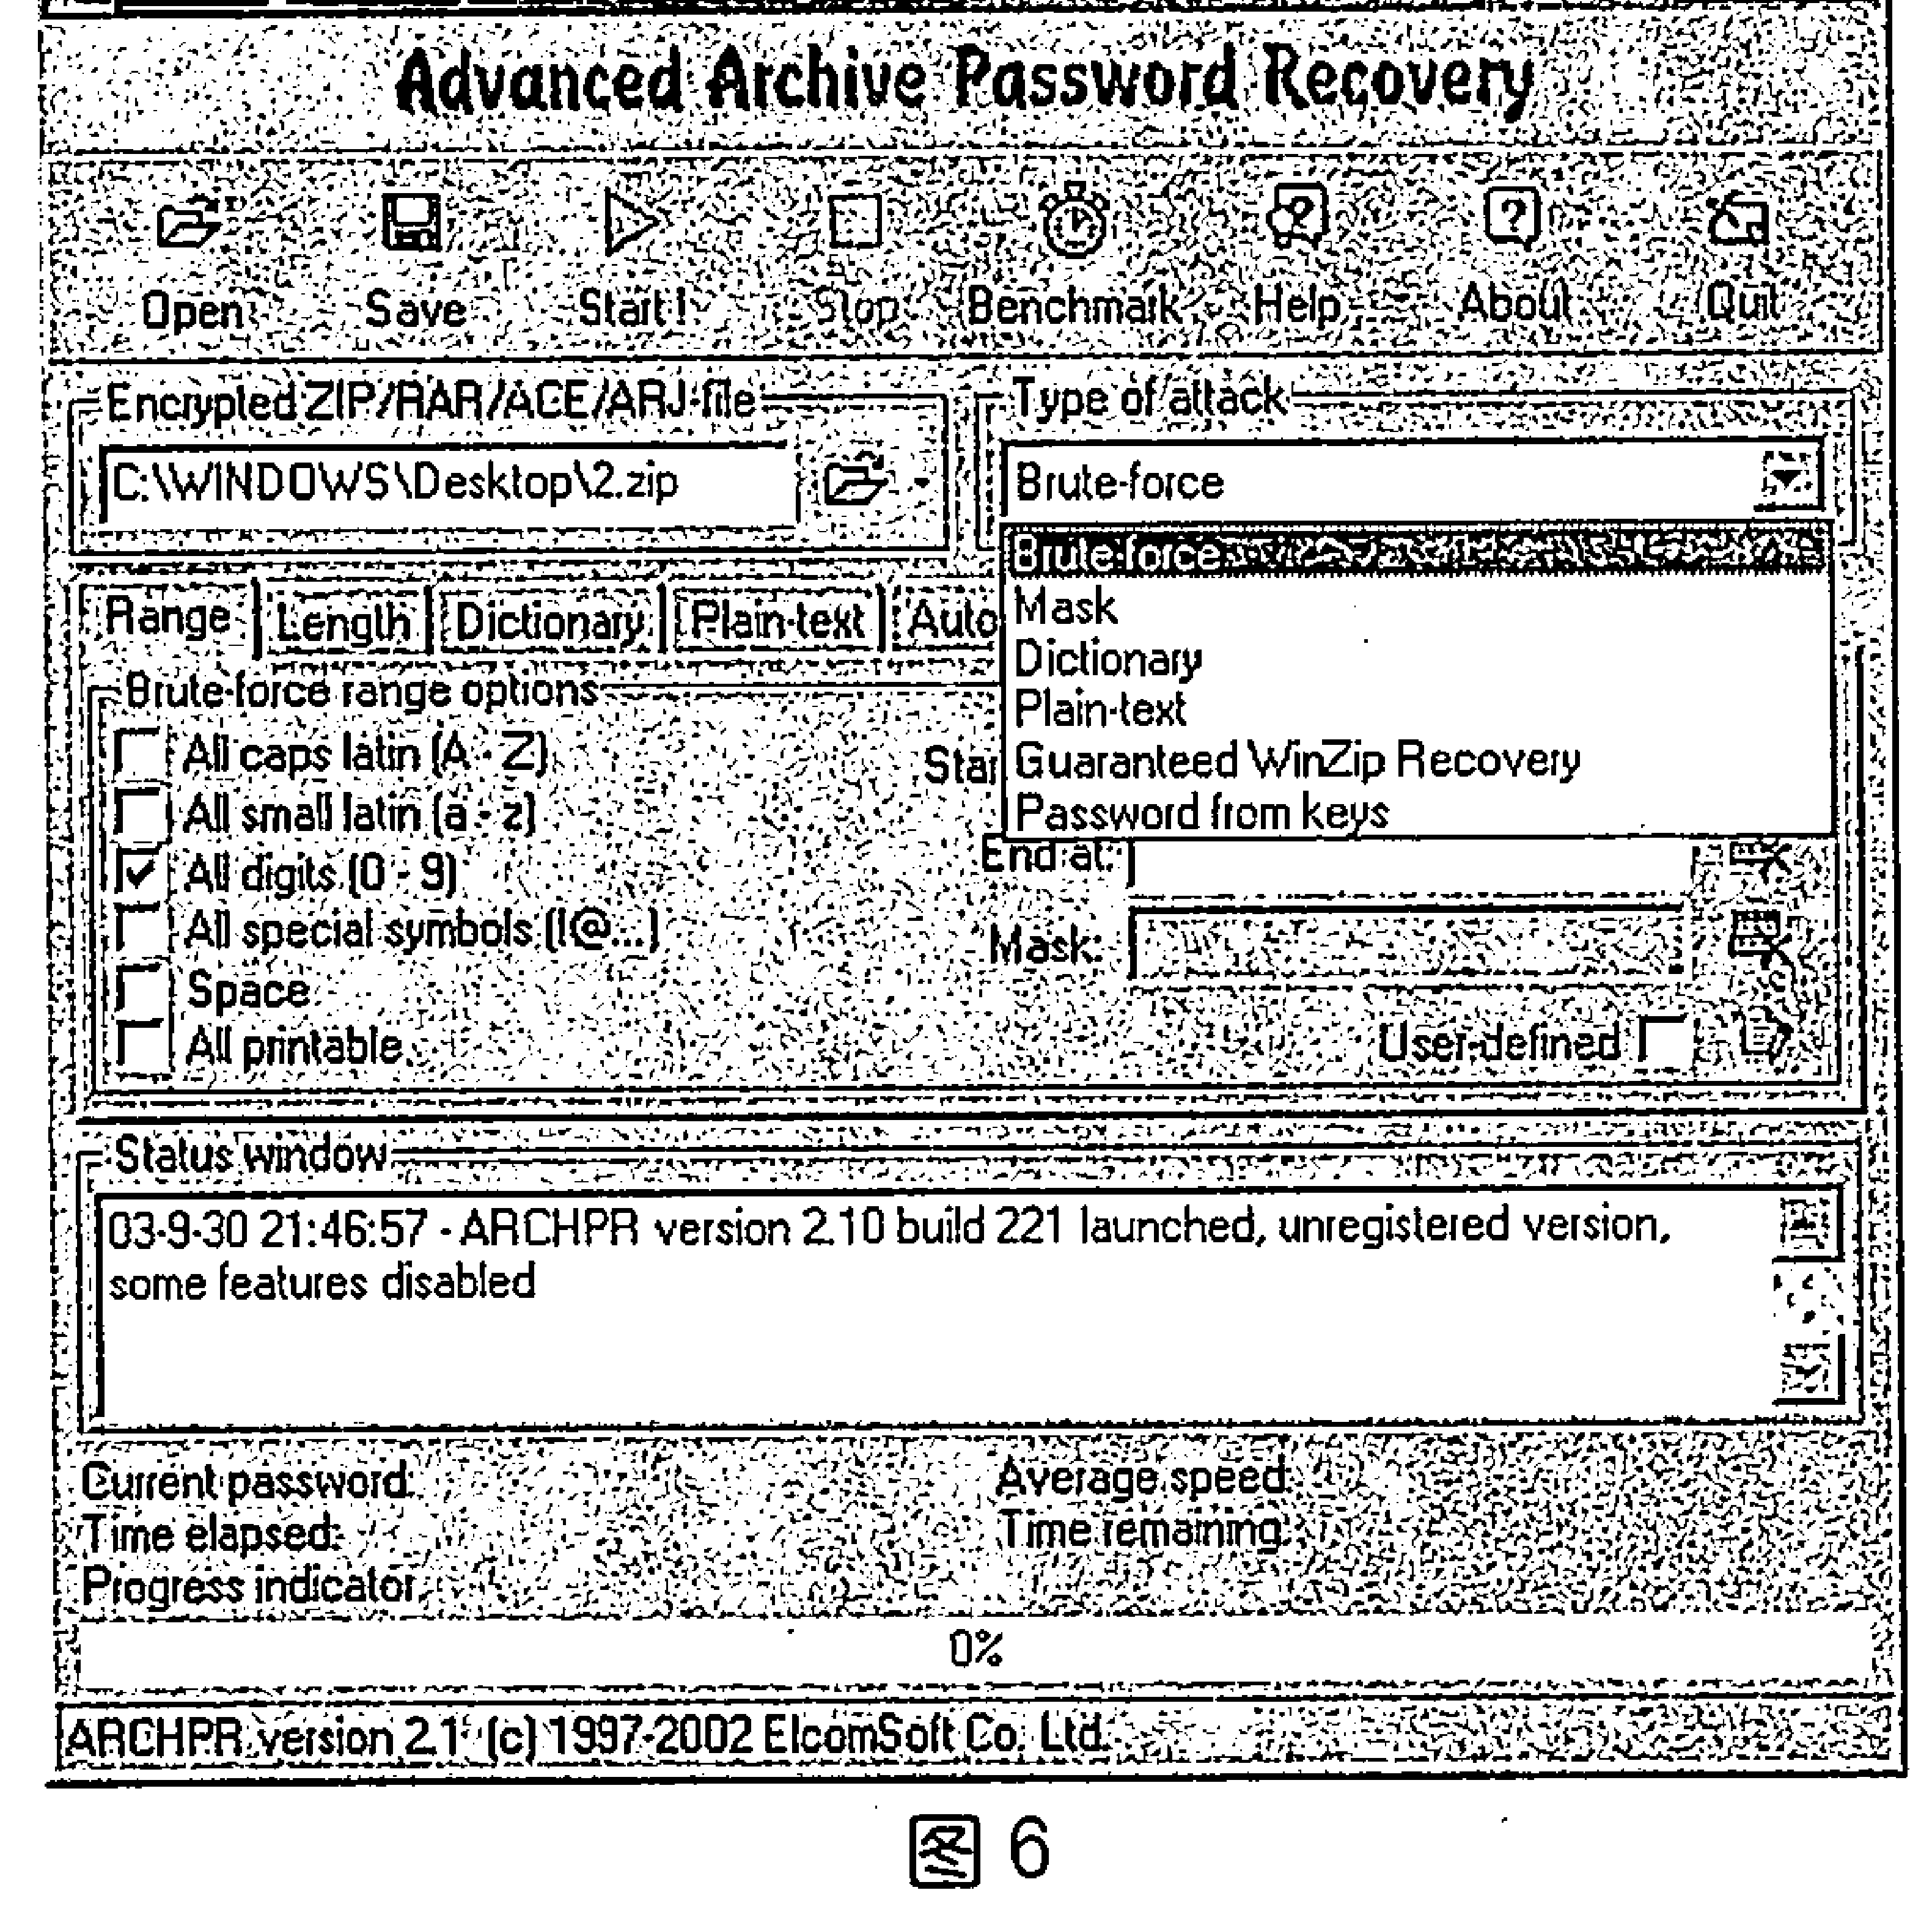 Advanced Archive Password Recovery
Open Save Start! Stop Benchmark Help About Quit
Encrypted ZIP/RAR/ACE/ARJ-file
Type of attack
C:\WINDOWS\Desktop\2.zip
Brute-force
Brute-force
Mask
Dictionary
Plain-text
Guaranteed WinZip Recovery
Password from keys
Range Length Dictionary Plain-text Auto
Brute-force range options
All caps latin (A - Z)
All small latin (a - z)
All digits (0 - 9)
All special symbols (!@...)
Space
All printable
Star
End at:
Mask:
User-defined
Status window
03-9-30 21:46:57 - ARCHPR version 2.10 build 221 launched, unregistered version,
some features disabled
Current password:
Average speed:
Time elapsed:
Time remaining:
Progress indicator
0%
ARCHPR version 2.1 (c) 1997-2002 ElcomSoft Co. Ltd.
图 6